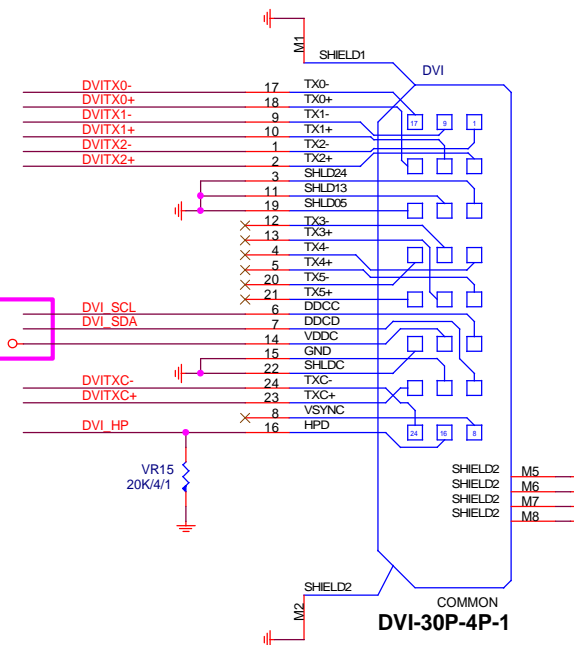 M1
SHIELD1
DVI
DVITX0- 17 TX0-
DVITX0+ 18 TX0+
DVITX1- 9 TX1-
DVITX1+ 10 TX1+
DVITX2- 1 TX2-
DVITX2+ 2 TX2+
3 SHLD24
11 SHLD13
19 SHLD05
12 TX3-
13 TX3+
4 TX4-
5 TX4+
20 TX5-
21 TX5+
DVI_SCL 6 DDCC
DVI_SDA 7 DDCD
14 VDDC
15 GND
22 SHLDC
DVITXC- 24 TXC-
DVITXC+ 23 TXC+
8 VSYNC
DVI_HP 16 HPD
17 9 1
24 16 8
VR15
20K/4/1
SHIELD2 M5
SHIELD2 M6
SHIELD2 M7
SHIELD2 M8
SHIELD2
M2
COMMON
DVI-30P-4P-1